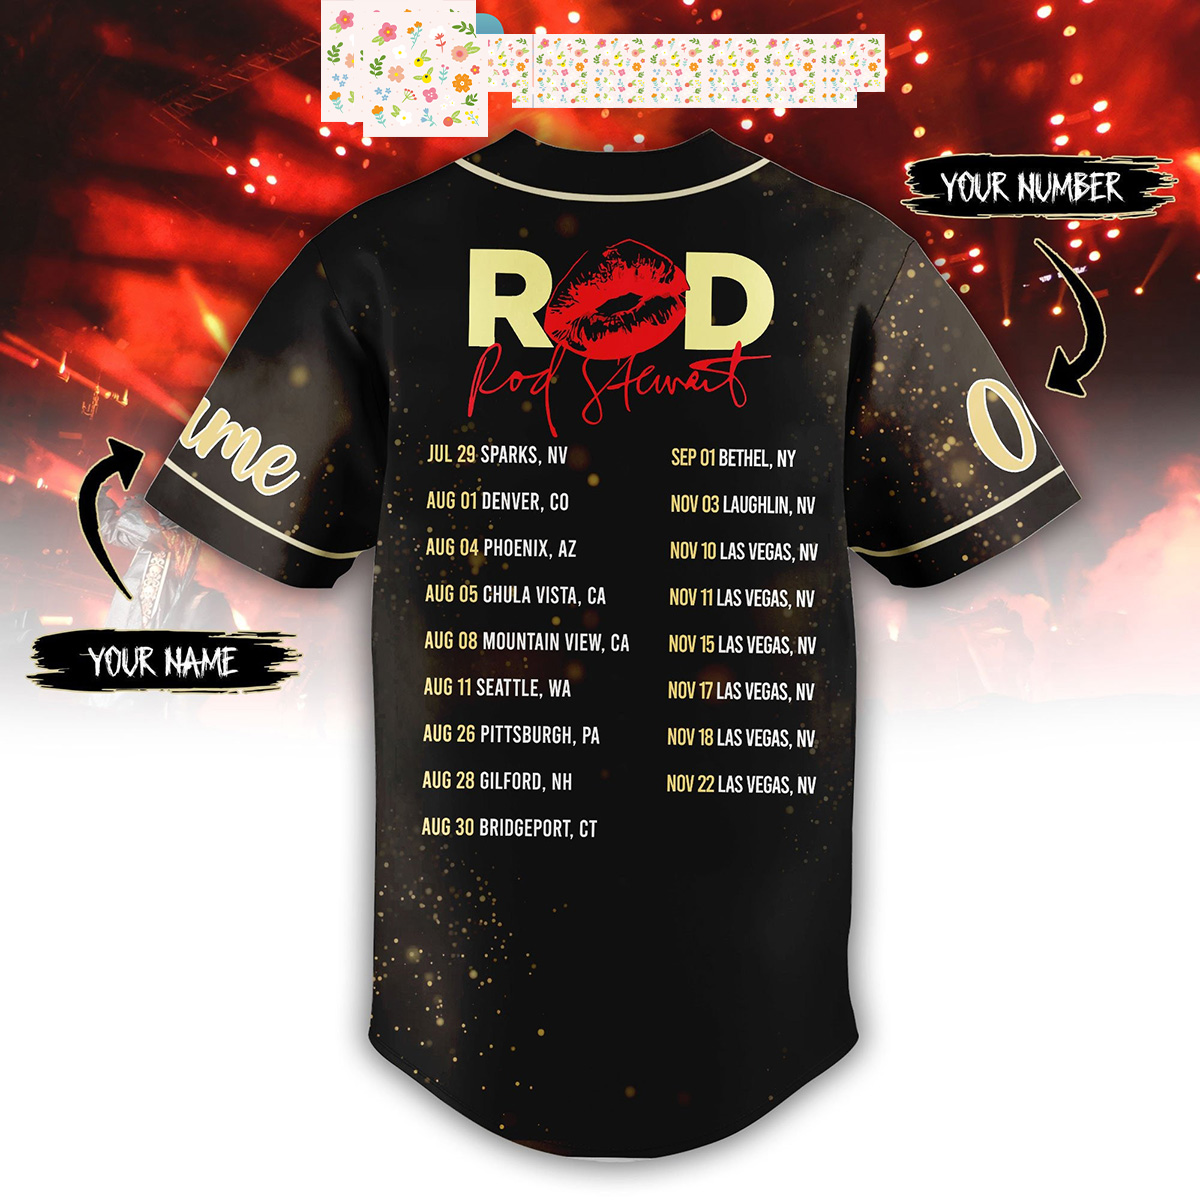 YOUR NUMBER
ROD
Rod Stewart
ame
0
JUL 29 SPARKS, NV
AUG 01 DENVER, CO
AUG 04 PHOENIX, AZ
AUG 05 CHULA VISTA, CA
AUG 08 MOUNTAIN VIEW, CA
AUG 11 SEATTLE, WA
AUG 26 PITTSBURGH, PA
AUG 28 GILFORD, NH
AUG 30 BRIDGEPORT, CT
SEP 01 BETHEL, NY
NOV 03 LAUGHLIN, NV
NOV 10 LAS VEGAS, NV
NOV 11 LAS VEGAS, NV
NOV 15 LAS VEGAS, NV
NOV 17 LAS VEGAS, NV
NOV 18 LAS VEGAS, NV
NOV 22 LAS VEGAS, NV
YOUR NAME